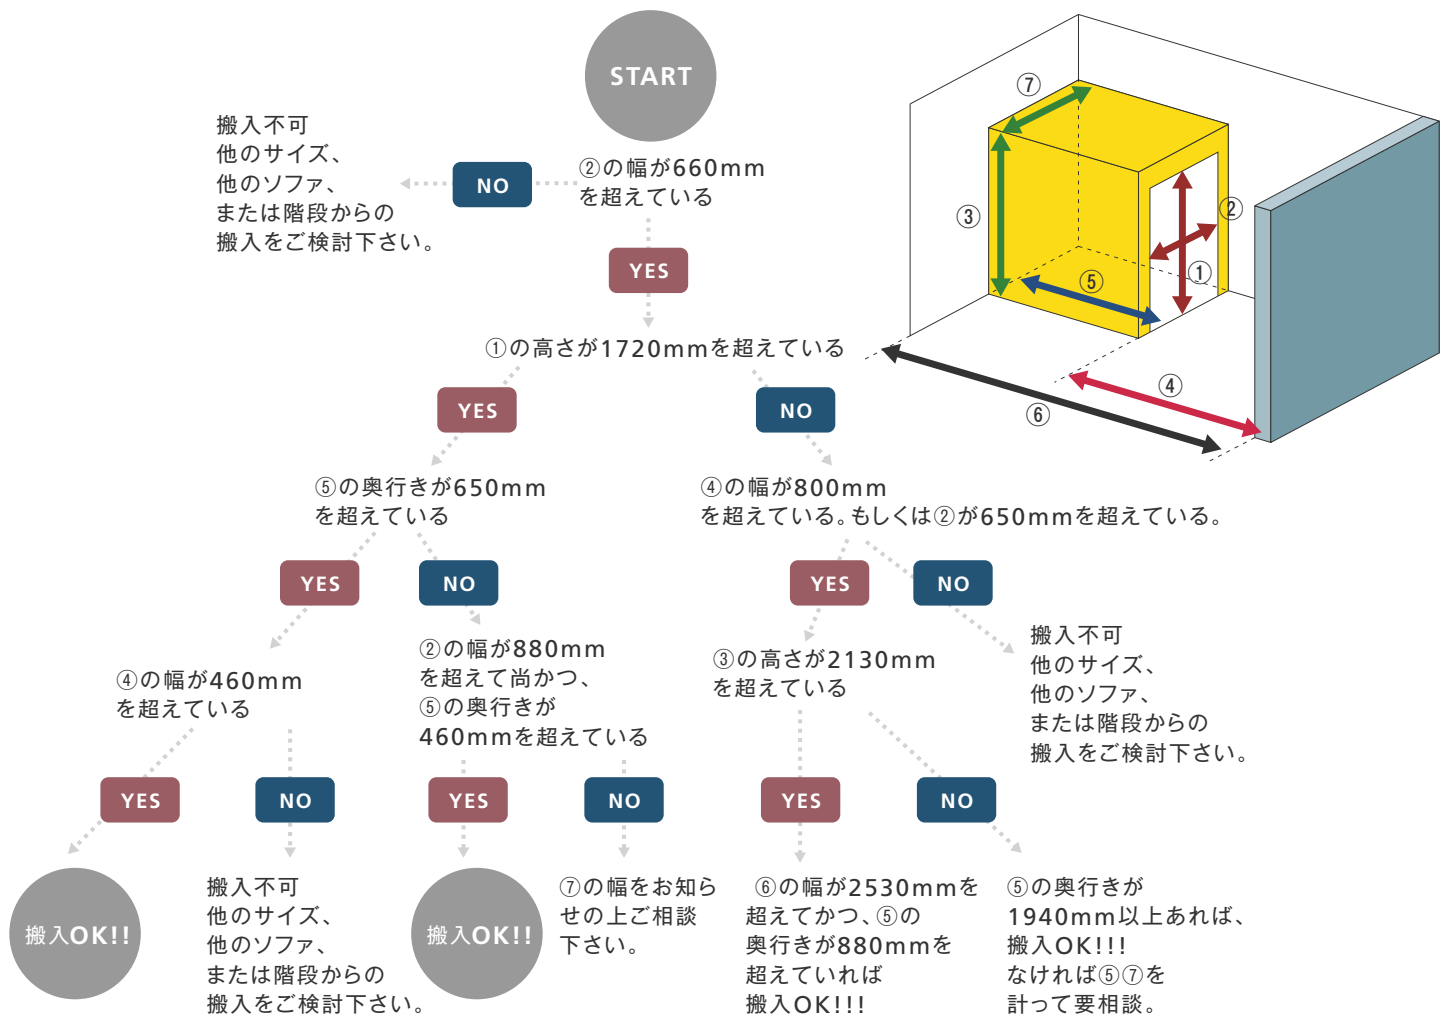 START
②の幅が660mm
を超えている
NO
搬入不可
他のサイズ、
他のソファ、
または階段からの
搬入をご検討下さい。
YES
①の高さが1720mmを超えている
YES
NO
⑤の奥行きが650mm
を超えている
④の幅が800mm
を超えている。もしくは②が650mmを超えている。
YES
NO
YES
NO
④の幅が460mm
を超えている
②の幅が880mm
を超えて尚かつ、
⑤の奥行きが
460mmを超えている
③の高さが2130mm
を超えている
搬入不可
他のサイズ、
他のソファ、
または階段からの
搬入をご検討下さい。
YES
NO
YES
NO
YES
NO
搬入OK!!
搬入不可
他のサイズ、
他のソファ、
または階段からの
搬入をご検討下さい。
搬入OK!!
⑦の幅をお知ら
せの上ご相談
下さい。
⑥の幅が2530mmを
超えてかつ、⑤の
奥行きが880mmを
超えていれば
搬入OK!!!
⑤の奥行きが
1940mm以上あれば、
搬入OK!!!
なければ⑤⑦を
計って要相談。
⑦
③
②
①
⑤
④
⑥